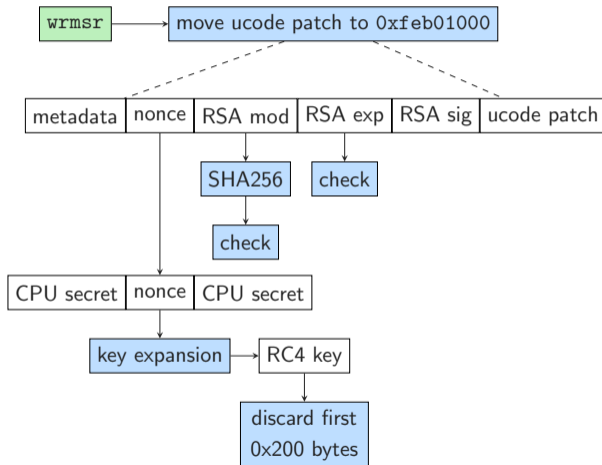 wrmsr
move ucode patch to 0xfeb01000
metadata
nonce
RSA mod
RSA exp
RSA sig
ucode patch
SHA256
check
check
CPU secret
nonce
CPU secret
key expansion
RC4 key
discard first
0x200 bytes